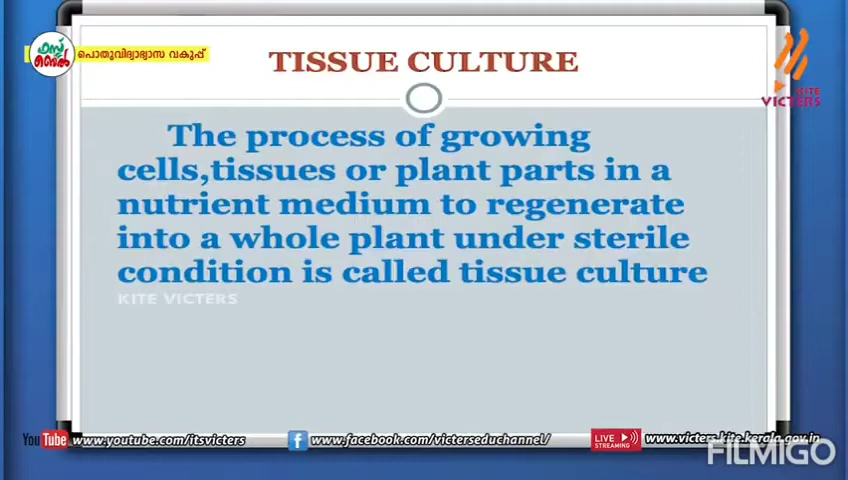 ഫസ്റ്റ് ബെൽ
പൊതുവിദ്യാഭ്യാസ വകുപ്പ്
TISSUE CULTURE
KITE
VICTERS
The process of growing
cells,tissues or plant parts in a
nutrient medium to regenerate
into a whole plant under sterile
condition is called tissue culture
KITE VICTERS
YouTube www.youtube.com/itsvicters
f www.facebook.com/victerseduchannel/
LIVE STREAMING www.victers.kite.kerala.gov.in
FILMIGO